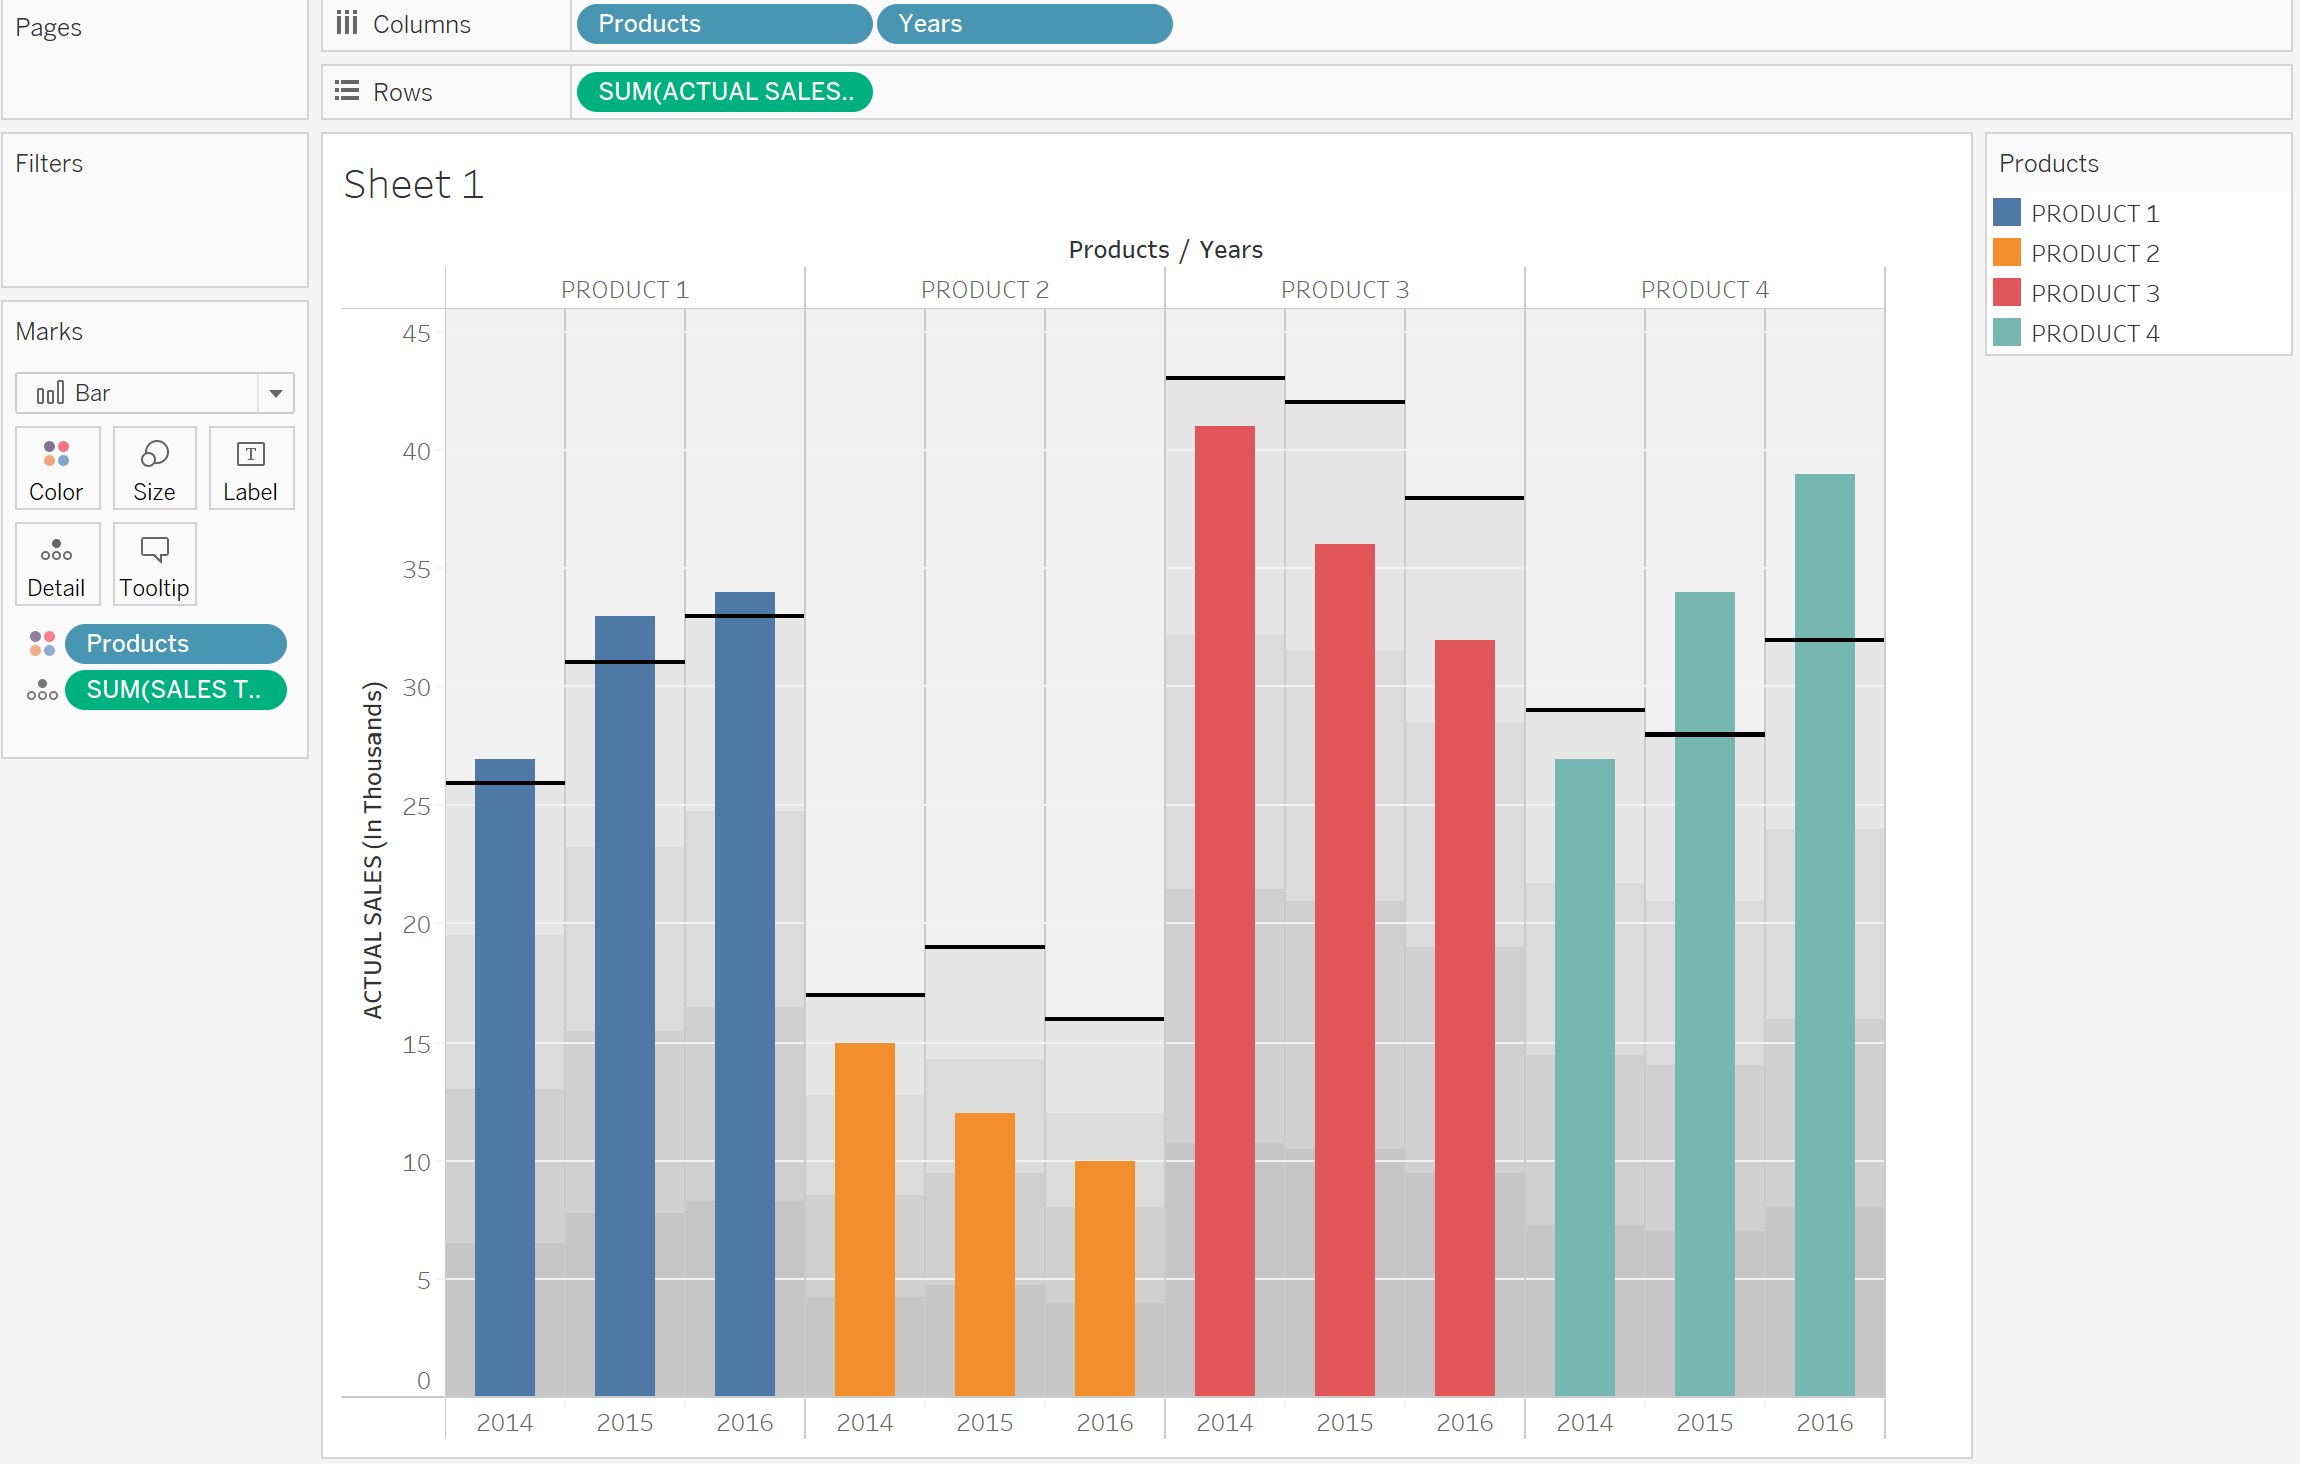 Pages
Columns
Products
Years
Rows
SUM(ACTUAL SALES..
Filters
Marks
Bar
Color
Size
T
Label
Detail
Tooltip
Products
SUM(SALES T..
Sheet 1
Products / Years
PRODUCT 1
PRODUCT 2
PRODUCT 3
PRODUCT 4
ACTUAL SALES (In Thousands)
45
40
35
30
25
20
15
10
5
0
2014
2015
2016
2014
2015
2016
2014
2015
2016
2014
2015
2016
Products
PRODUCT 1
PRODUCT 2
PRODUCT 3
PRODUCT 4